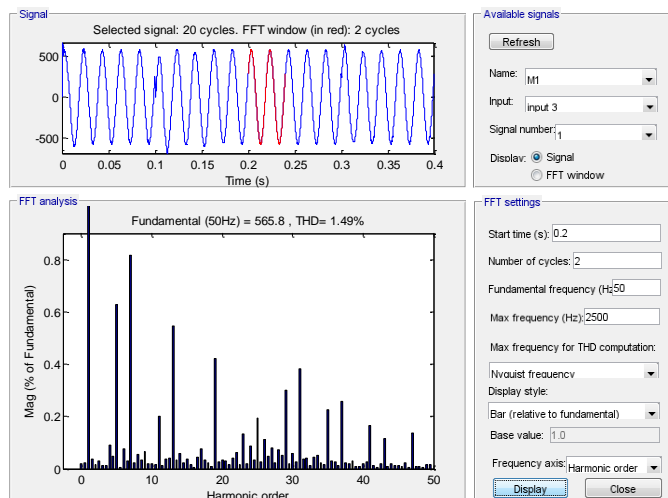 Signal
Selected signal: 20 cycles. FFT window (in red): 2 cycles
500
0
-500
0 0.05 0.1 0.15 0.2 0.25 0.3 0.35 0.4
Time (s)
FFT analysis
Fundamental (50Hz) = 565.8 , THD= 1.49%
Mag (% of Fundamental)
0.8
0.6
0.4
0.2
0
0 10 20 30 40 50
Harmonic order
Available signals
Refresh
Name: M1
Input: input 3
Signal number: 1
Display: Signal
FFT window
FFT settings
Start time (s): 0.2
Number of cycles: 2
Fundamental frequency (Hz 50
Max frequency (Hz): 2500
Max frequency for THD computation:
Nyquist frequency
Display style:
Bar (relative to fundamental)
Base value: 1.0
Frequency axis: Harmonic order
Display Close